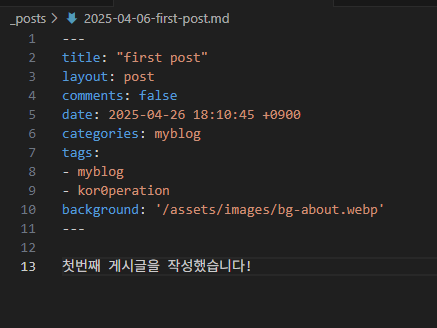 _posts > 2025-04-06-first-post.md
1 ---
2 title: "first post"
3 layout: post
4 comments: false
5 date: 2025-04-26 18:10:45 +0900
6 categories: myblog
7 tags:
8 - myblog
9 - kor0peration
10 background: '/assets/images/bg-about.webp'
11 ---
12
13 첫번째 게시글을 작성했습니다!